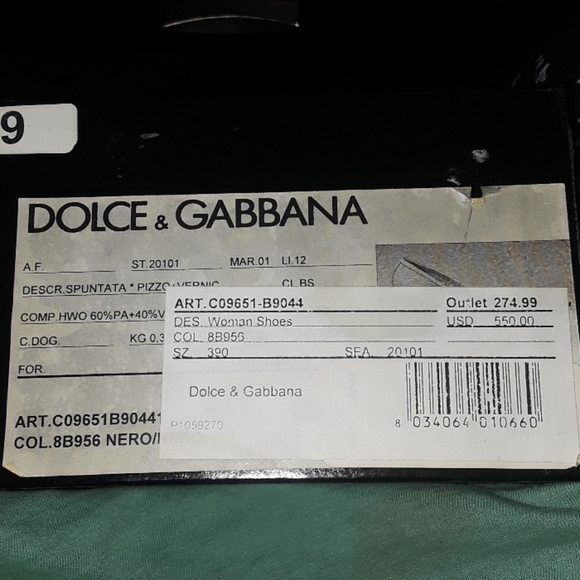 9
DOLCE & GABBANA
A.F. ST.20101 MAR.01 LI.12
DESCR.SPUNTATA * PIZZO+VERNIC CL.BS
COMP.HWO 60%PA+40%V
C.DOG. KG 0,3
FOR.
ART.C09651B90441
COL.8B956 NERO/NERO
ART.C09651-B9044 Outlet 274.99
DES. Woman Shoes USD 550.00
COL. 8B956
SZ. 390 SEA. 20101
Dolce & Gabbana
P1059270
8 034064 010660